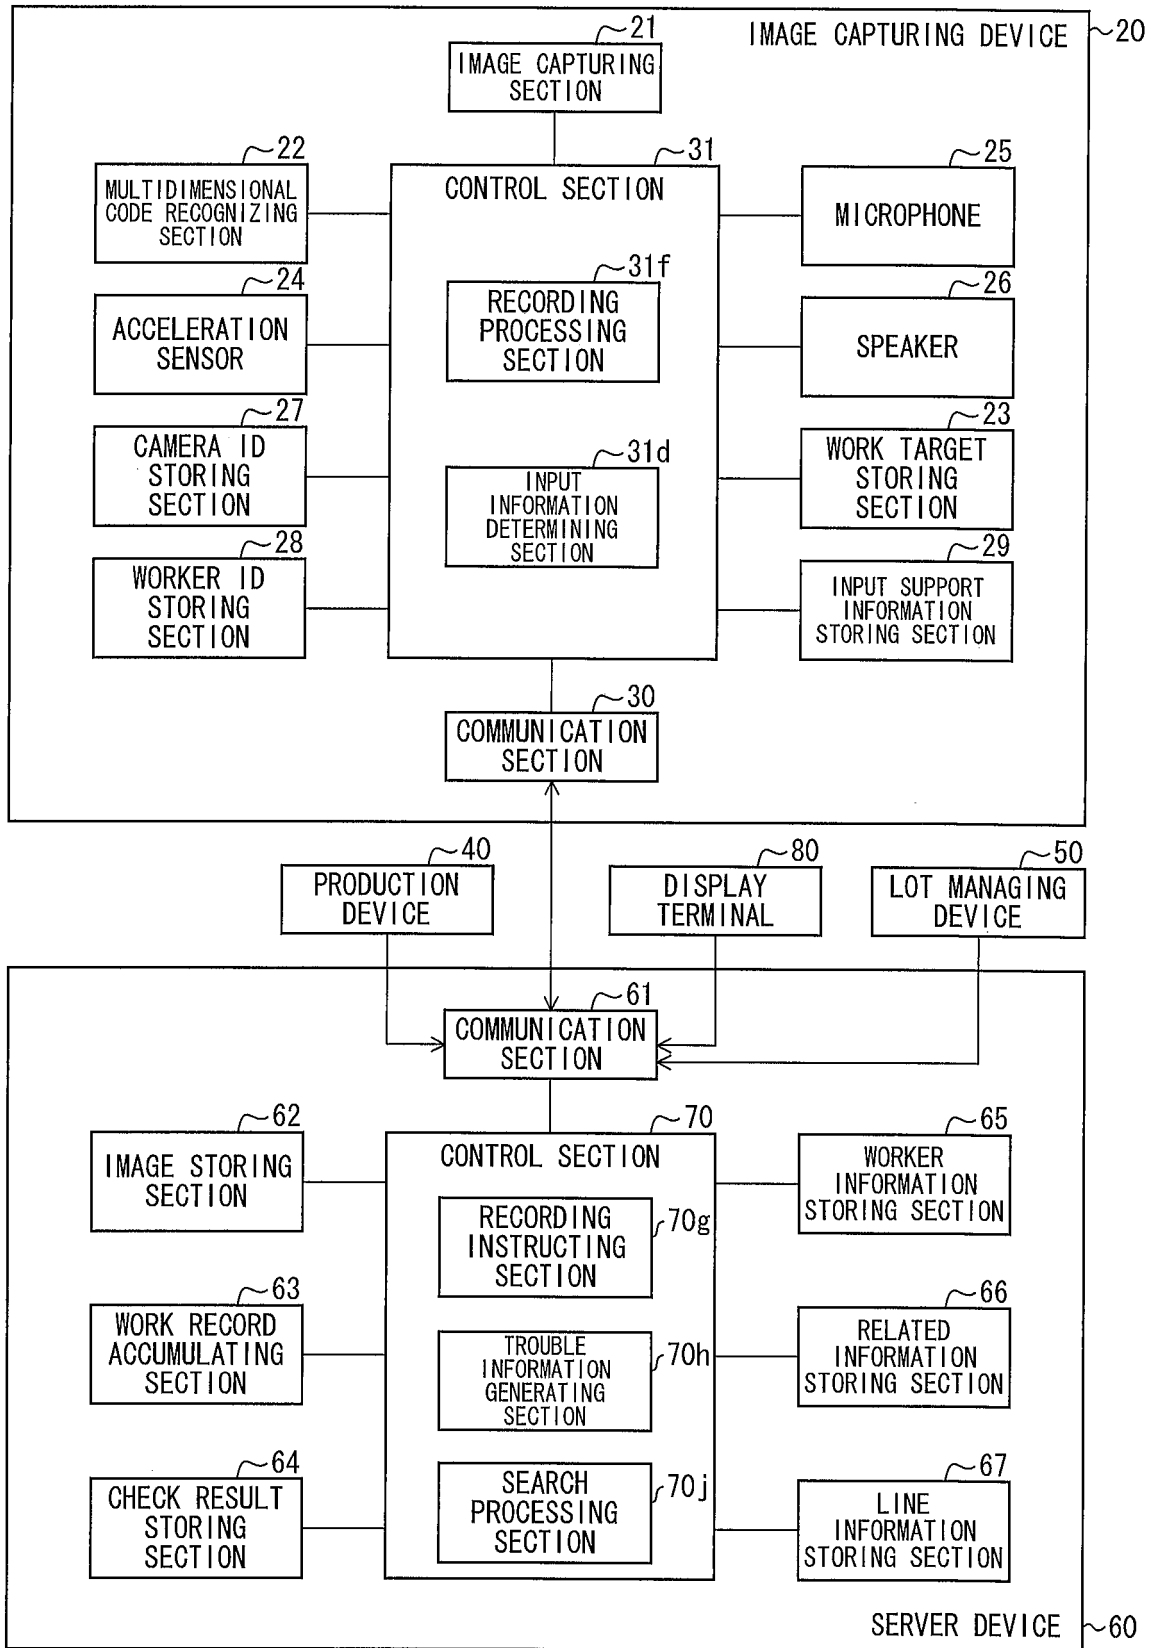 IMAGE CAPTURING DEVICE
20
21
IMAGE CAPTURING
SECTION
22
MULTIDIMENSIONAL
CODE RECOGNIZING
SECTION
31
CONTROL SECTION
25
MICROPHONE
24
ACCELERATION
SENSOR
31f
RECORDING
PROCESSING
SECTION
26
SPEAKER
27
CAMERA ID
STORING
SECTION
31d
INPUT
INFORMATION
DETERMINING
SECTION
23
WORK TARGET
STORING
SECTION
28
WORKER ID
STORING
SECTION
29
INPUT SUPPORT
INFORMATION
STORING SECTION
30
COMMUNICATION
SECTION
40
PRODUCTION
DEVICE
80
DISPLAY
TERMINAL
50
LOT MANAGING
DEVICE
61
COMMUNICATION
SECTION
62
IMAGE STORING
SECTION
70
CONTROL SECTION
65
WORKER
INFORMATION
STORING SECTION
RECORDING
INSTRUCTING
SECTION
70g
63
WORK RECORD
ACCUMULATING
SECTION
TROUBLE
INFORMATION
GENERATING
SECTION
70h
66
RELATED
INFORMATION
STORING SECTION
64
CHECK RESULT
STORING
SECTION
SEARCH
PROCESSING
SECTION
70j
67
LINE
INFORMATION
STORING SECTION
SERVER DEVICE
60